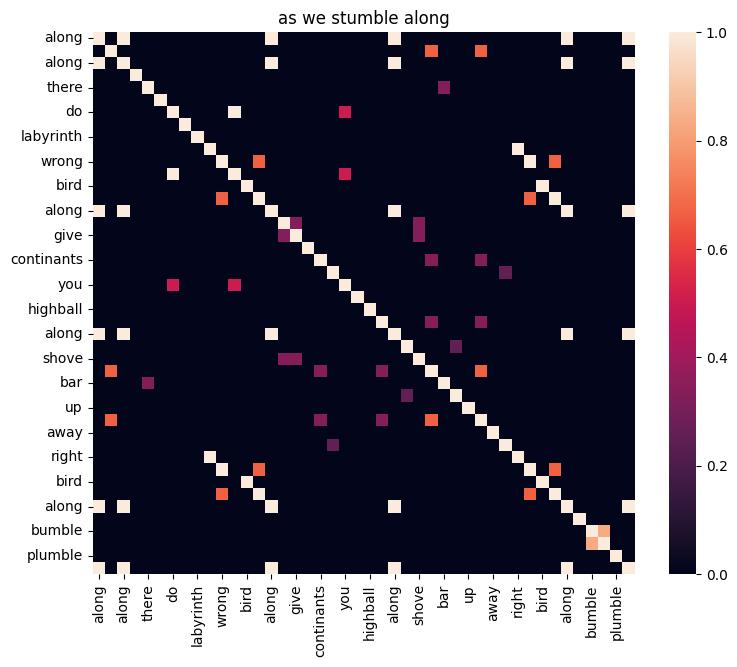 as we stumble along
along
along
there
do
labyrinth
wrong
bird
along
give
continants
you
highball
along
shove
bar
up
away
right
bird
along
bumble
plumble
1.0
0.8
0.6
0.4
0.2
0.0
along
along
there
do
labyrinth
wrong
bird
along
give
continants
you
highball
along
shove
bar
up
away
right
bird
along
bumble
plumble